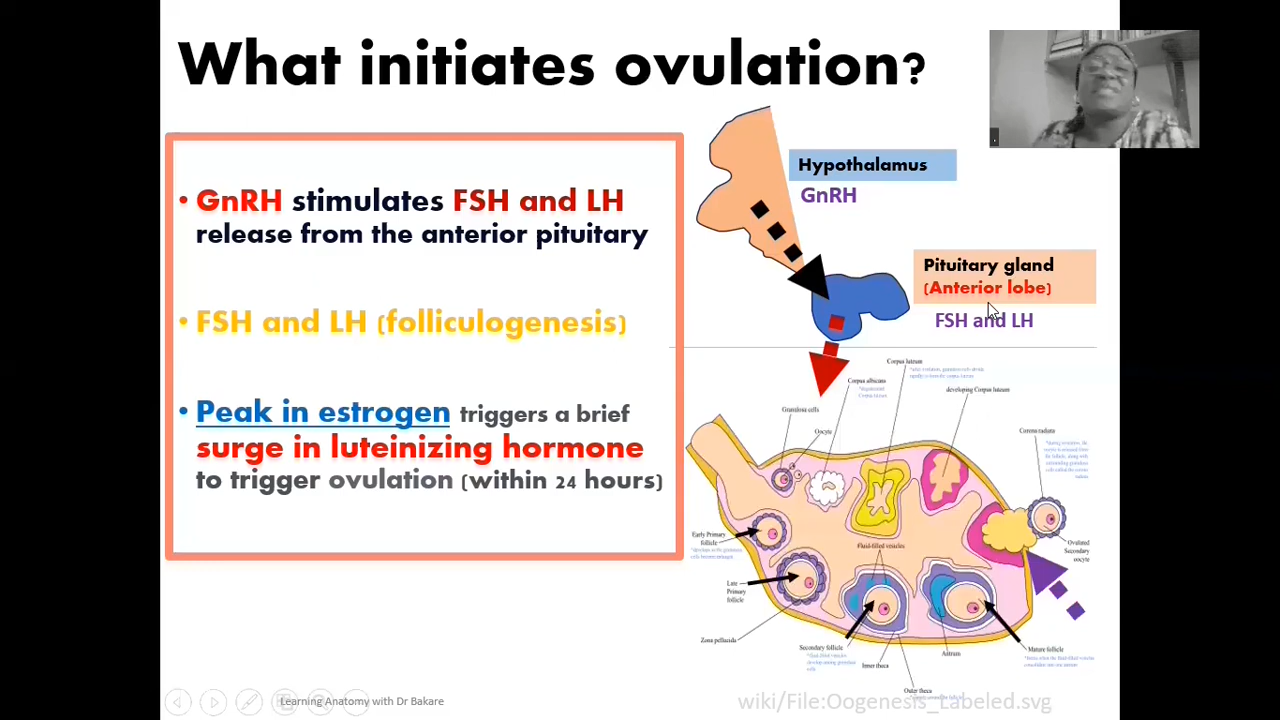 What initiates ovulation?
• GnRH stimulates FSH and LH
release from the anterior pituitary
• FSH and LH (folliculogenesis)
• Peak in estrogen triggers a brief
surge in luteinizing hormone
to trigger ovulation (within 24 hours)
Hypothalamus
GnRH
Pituitary gland
(Anterior lobe)
FSH and LH
Corpus luteum
Corpus albicans
developing Corpus luteum
Granulosa cells
Oocyte
Corona radiata
Early Primary
follicle
Fluid-filled vesicles
Ovulated
Secondary
oocyte
Late
Primary
follicle
Zona pellucida
Secondary follicle
Inner theca
Antrum
Mature follicle
Outer theca
Learning Anatomy with Dr Bakare
wiki/File:Oogenesis_Labeled.svg